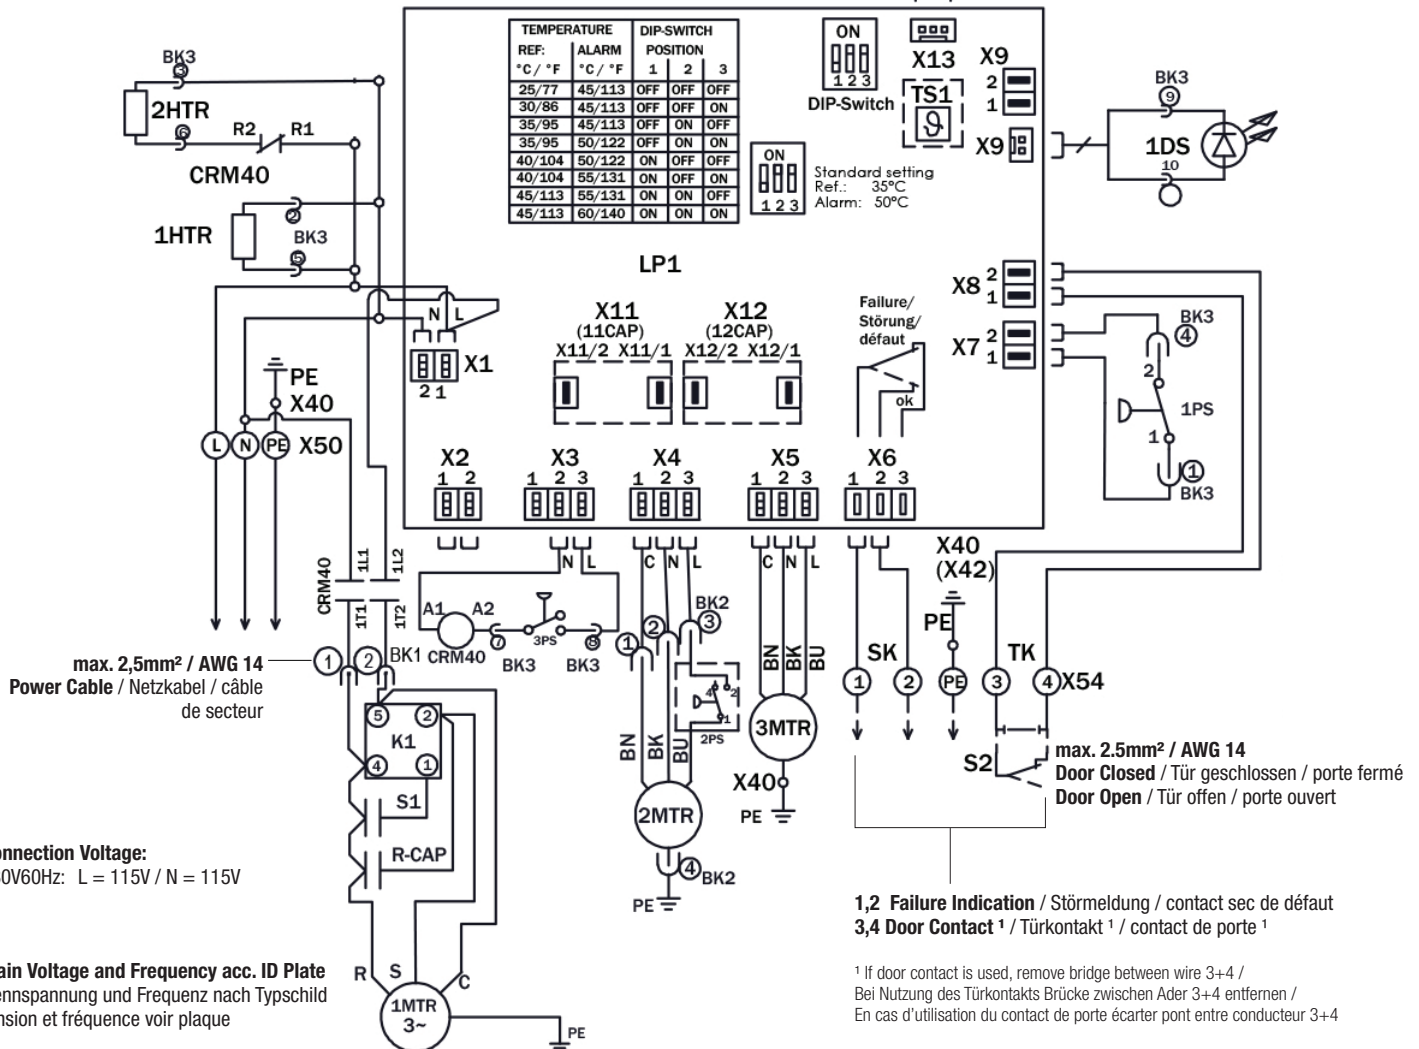 TEMPERATURE DIP-SWITCH
REF: ALARM POSITION
°C/°F °C/°F 1 2 3
25/77 45/113 OFF OFF OFF
30/86 45/113 OFF OFF ON
35/95 45/113 OFF ON OFF
35/95 50/122 OFF ON ON
40/104 50/122 ON OFF OFF
40/104 55/131 ON OFF ON
45/113 55/131 ON ON OFF
45/113 60/140 ON ON ON
ON
1 2 3
DIP-Switch
X13
TS1
X9
2
1
X9
BK3
9
1DS
10
ON
1 2 3
Standard setting
Ref.: 35°C
Alarm: 50°C
BK3
3
2HTR
6
R2 R1
CRM40
2
1HTR
BK3
5
LP1
N L
X1
2 1
PE
X40
L N PE X50
X11
(11CAP)
X11/2 X11/1
X12
(12CAP)
X12/2 X12/1
Failure/
Störung/
défaut
ok
X8
2
1
X7
2
1
BK3
4
2
1PS
1
1
BK3
X2
1 2
X3
1 2 3
X4
1 2 3
X5
1 2 3
X6
1 2 3
CRM40
1L1
1L2
1T1
1T2
N L
A1 A2
CRM40
7
BK3
3PS
8
BK3
C N L
1
2
BK2
3
4 2
1
2PS
BN
BK
BU
2MTR
4
BK2
PE
C N L
BN
BK
BU
3MTR
X40
PE
X40
(X42)
PE
SK
TK
1 2 PE 3 4 X54
S2
max. 2.5mm² / AWG 14
Door Closed / Tür geschlossen / porte fermé
Door Open / Tür offen / porte ouvert
1 2 BK1
max. 2,5mm² / AWG 14
Power Cable / Netzkabel / câble
de secteur
5 2
K1
4 1
S1
R-CAP
R S C
1MTR
3~
PE
onnection Voltage:
0V60Hz: L = 115V / N = 115V
ain Voltage and Frequency acc. ID Plate
ennspannung und Frequenz nach Typschild
nsion et fréquence voir plaque
1,2 Failure Indication / Störmeldung / contact sec de défaut
3,4 Door Contact ¹ / Türkontakt ¹ / contact de porte ¹
¹ If door contact is used, remove bridge between wire 3+4 /
Bei Nutzung des Türkontakts Brücke zwischen Ader 3+4 entfernen /
En cas d'utilisation du contact de porte écarter pont entre conducteur 3+4